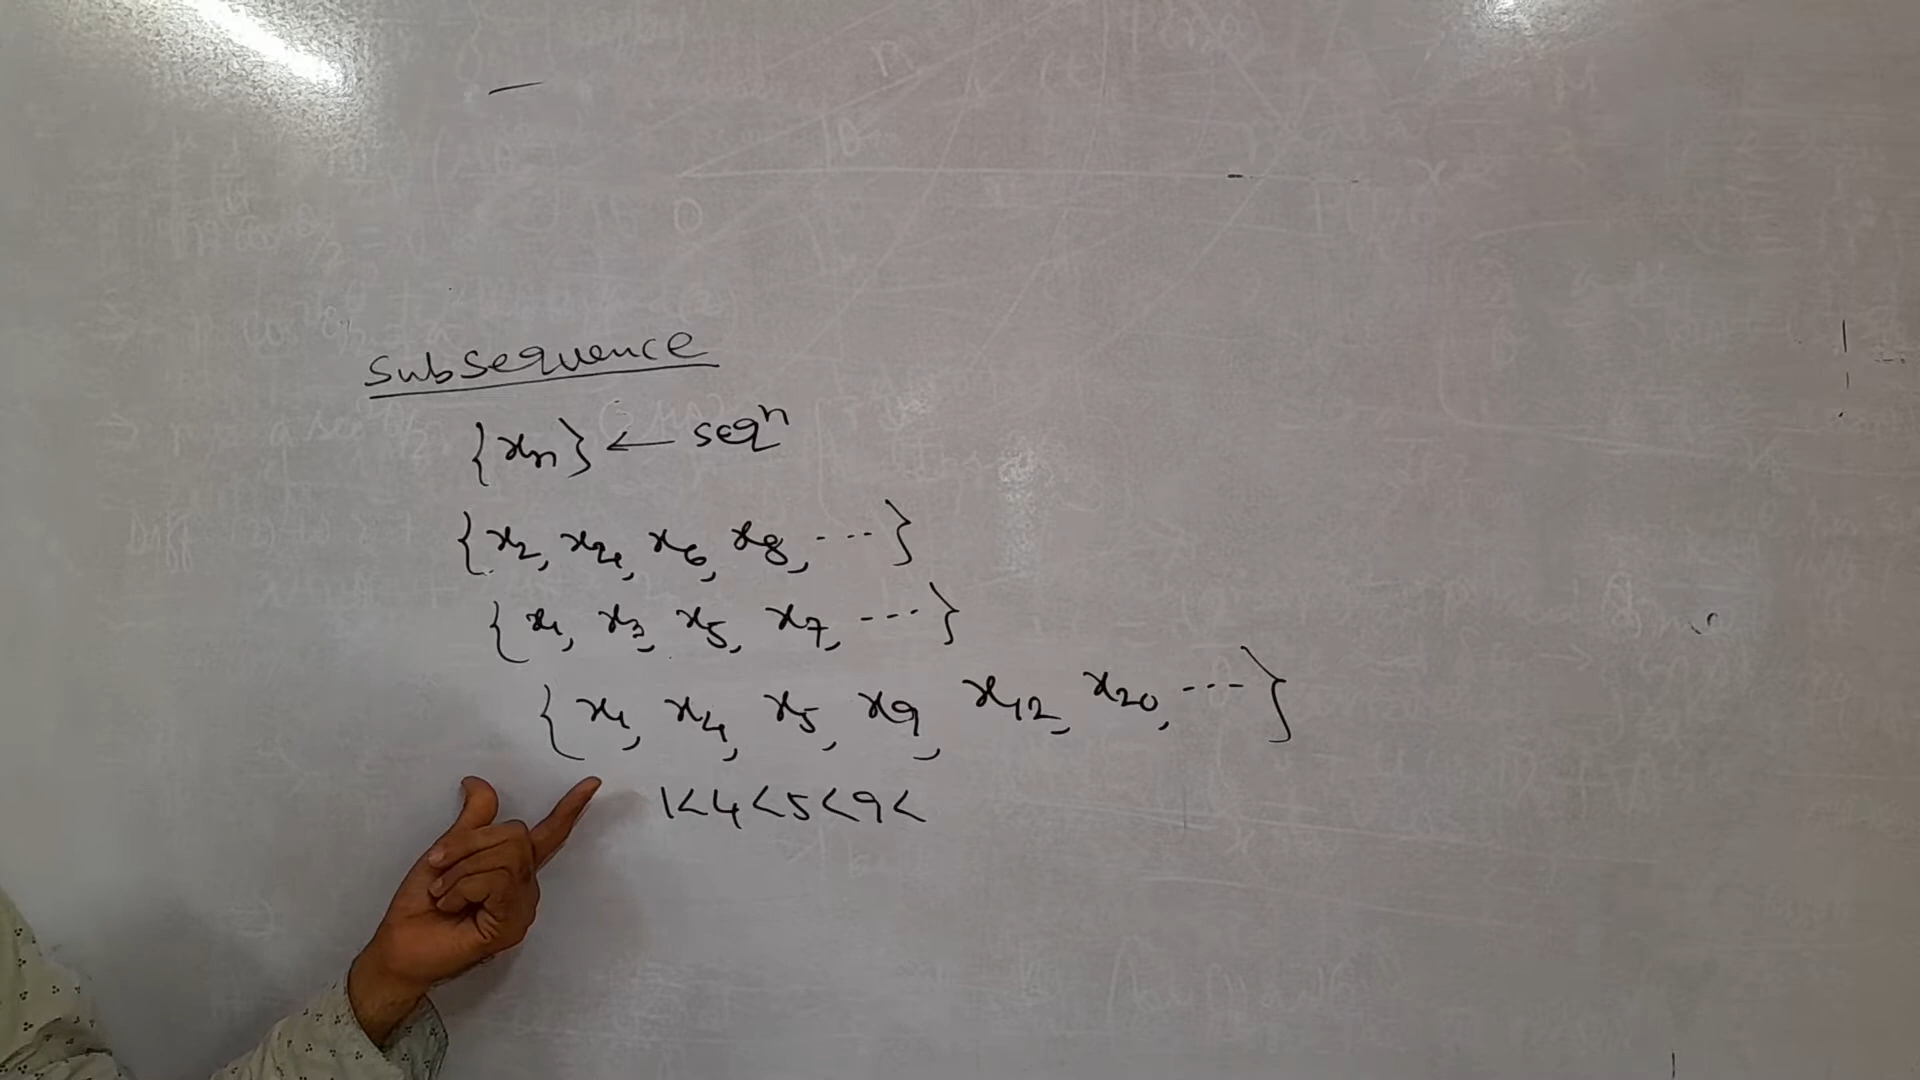 Subsequence
{xₙ} ← seqⁿ
{x₂, x₄, x₆, x₈, ---}
{x₁, x₃, x₅, x₇, ---}
{x₁, x₄, x₅, x₉, x₁₂, x₂₀, ---}
1<4<5<9<